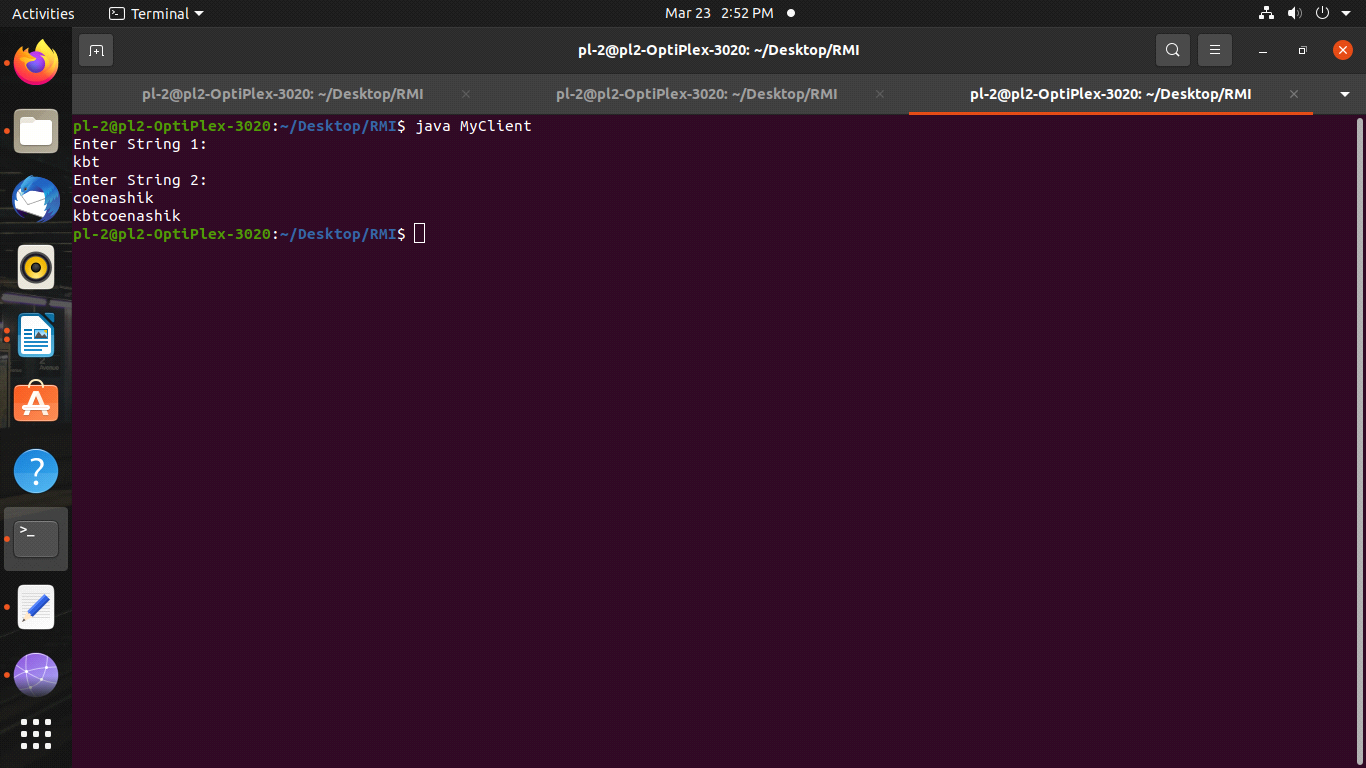 Activities
Terminal
Mar 23 2:52 PM
pl-2@pl2-OptiPlex-3020: ~/Desktop/RMI
pl-2@pl2-OptiPlex-3020: ~/Desktop/RMI
pl-2@pl2-OptiPlex-3020: ~/Desktop/RMI
pl-2@pl2-OptiPlex-3020: ~/Desktop/RMI
pl-2@pl2-OptiPlex-3020:~/Desktop/RMI$ java MyClient
Enter String 1:
kbt
Enter String 2:
coenashik
kbtcoenashik
pl-2@pl2-OptiPlex-3020:~/Desktop/RMI$